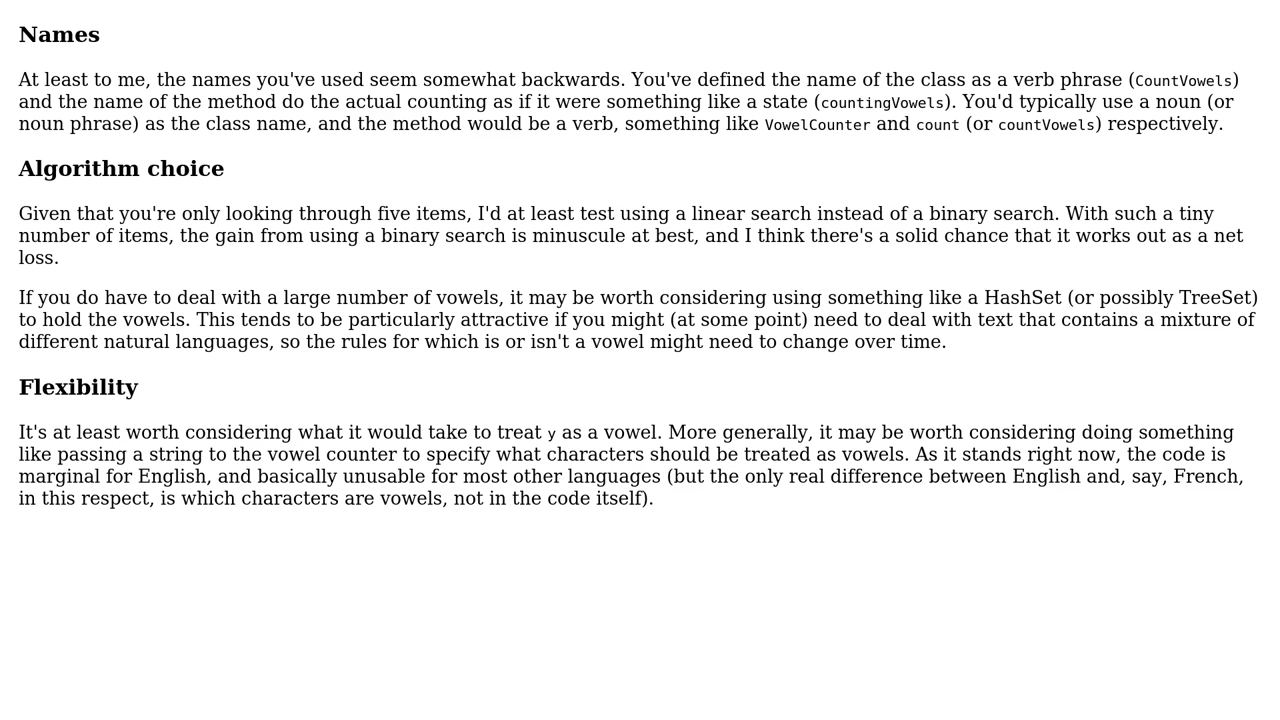 Names
At least to me, the names you've used seem somewhat backwards. You've defined the name of the class as a verb phrase (CountVowels)
and the name of the method do the actual counting as if it were something like a state (countingVowels). You'd typically use a noun (or
noun phrase) as the class name, and the method would be a verb, something like VowelCounter and count (or countVowels) respectively.
Algorithm choice
Given that you're only looking through five items, I'd at least test using a linear search instead of a binary search. With such a tiny
number of items, the gain from using a binary search is minuscule at best, and I think there's a solid chance that it works out as a net
loss.
If you do have to deal with a large number of vowels, it may be worth considering using something like a HashSet (or possibly TreeSet)
to hold the vowels. This tends to be particularly attractive if you might (at some point) need to deal with text that contains a mixture of
different natural languages, so the rules for which is or isn't a vowel might need to change over time.
Flexibility
It's at least worth considering what it would take to treat y as a vowel. More generally, it may be worth considering doing something
like passing a string to the vowel counter to specify what characters should be treated as vowels. As it stands right now, the code is
marginal for English, and basically unusable for most other languages (but the only real difference between English and, say, French,
in this respect, is which characters are vowels, not in the code itself).